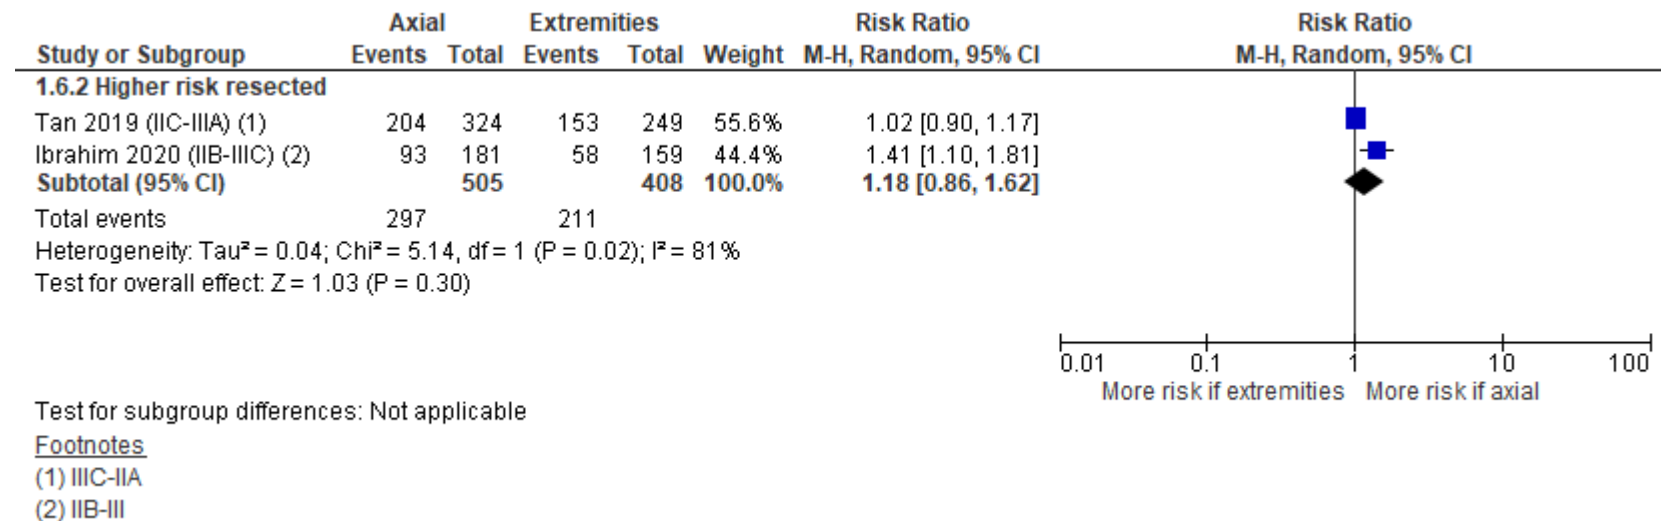 Axial Extremities Risk Ratio Risk Ratio
Study or Subgroup Events Total Events Total Weight M-H, Random, 95% CI M-H, Random, 95% CI
1.6.2 Higher risk resected
Tan 2019 (IIC-IIIA) (1) 204 324 153 249 55.6% 1.02 [0.90, 1.17]
Ibrahim 2020 (IIB-IIIC) (2) 93 181 58 159 44.4% 1.41 [1.10, 1.81]
Subtotal (95% CI) 505 408 100.0% 1.18 [0.86, 1.62]
Total events 297 211
Heterogeneity: Tau² = 0.04; Chi² = 5.14, df = 1 (P = 0.02); I² = 81%
Test for overall effect: Z = 1.03 (P = 0.30)
0.01 0.1 1 10 100
More risk if extremities More risk if axial
Test for subgroup differences: Not applicable
Footnotes
(1) IIIC-IIA
(2) IIB-III